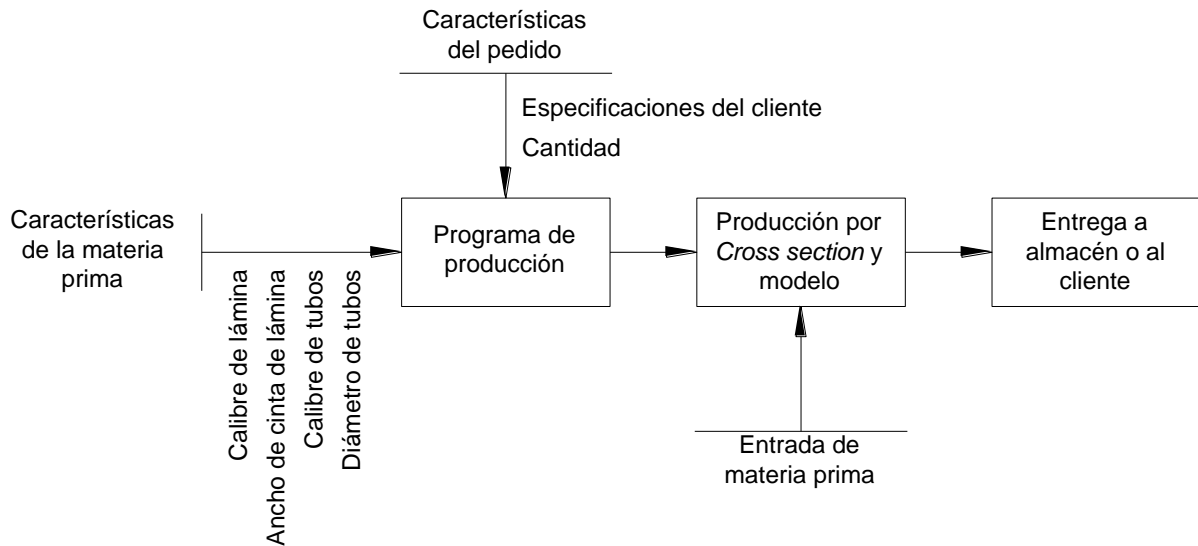 Características
del pedido
Especificaciones del cliente
Cantidad
Características
de la materia
prima
Calibre de lámina
Ancho de cinta de lámina
Calibre de tubos
Diámetro de tubos
Programa de
producción
Producción por
Cross section y
modelo
Entrega a
almacén o al
cliente
Entrada de
materia prima